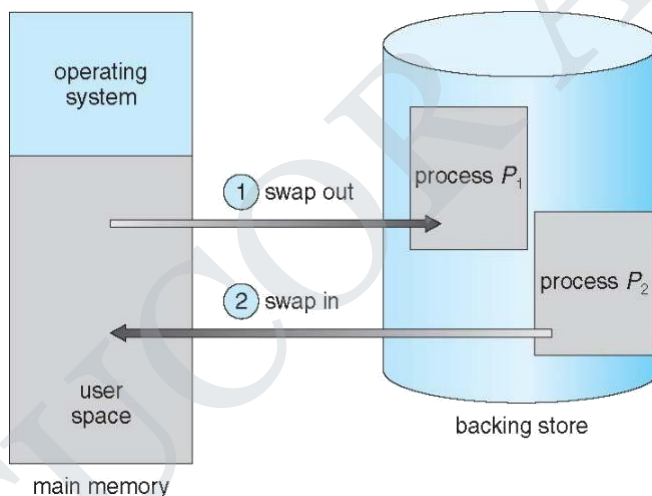 operating
system
process P1
1 swap out
process P2
2 swap in
user
space
backing store
main memory